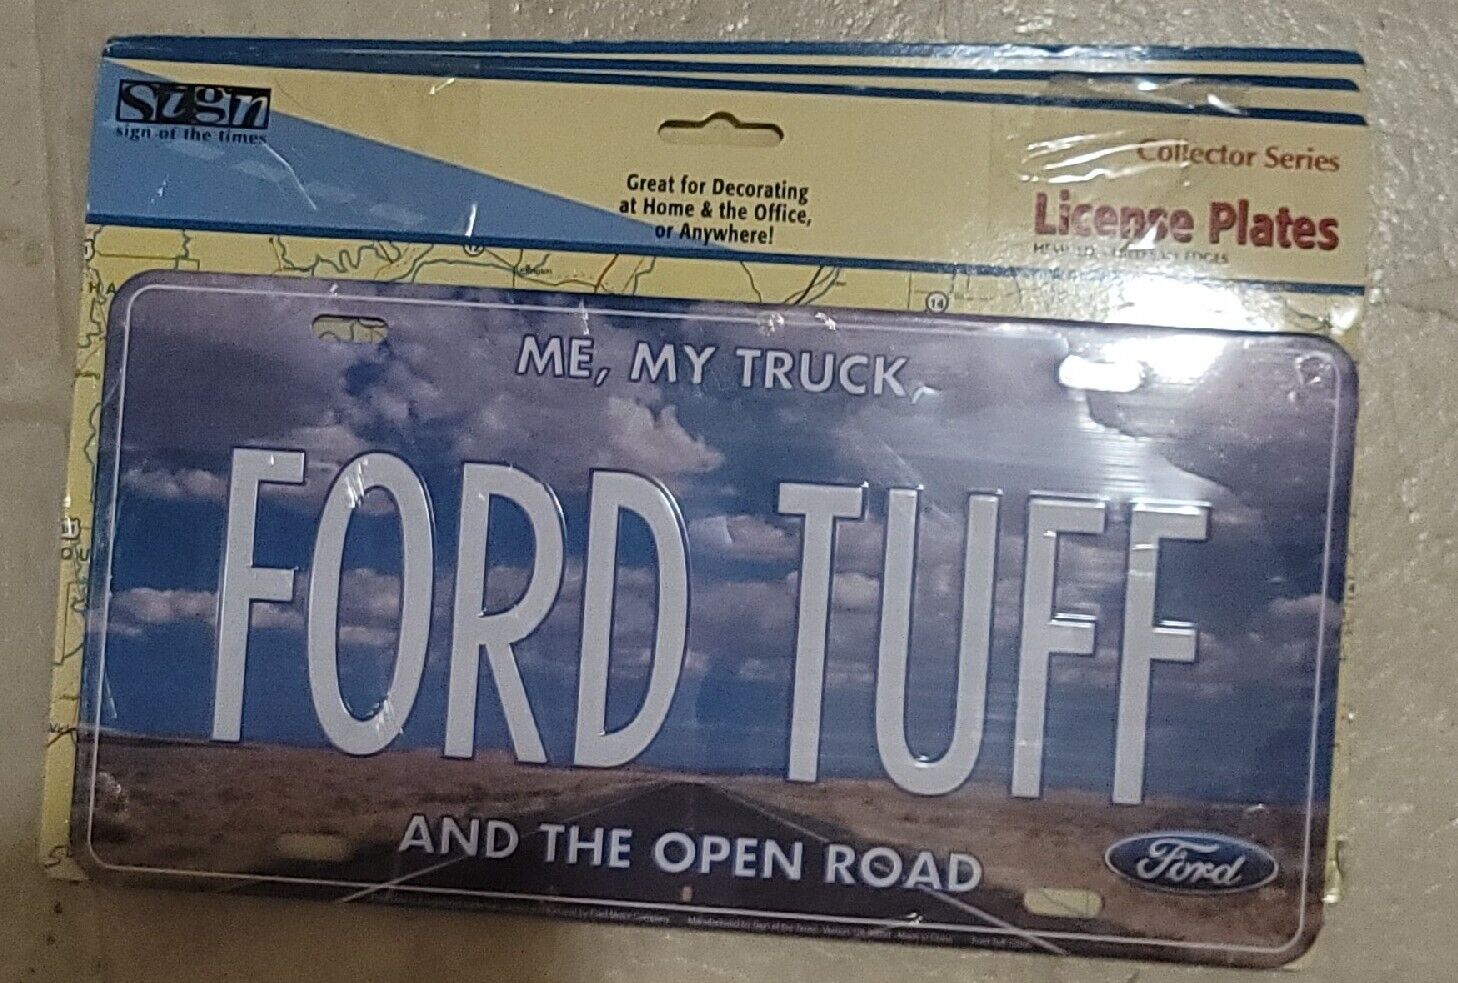 Sign
sign of the times
Great for Decorating
at Home & the Office,
or Anywhere!
Collector Series
License Plates
14
ME, MY TRUCK,
FORD TUFF
AND THE OPEN ROAD
Ford